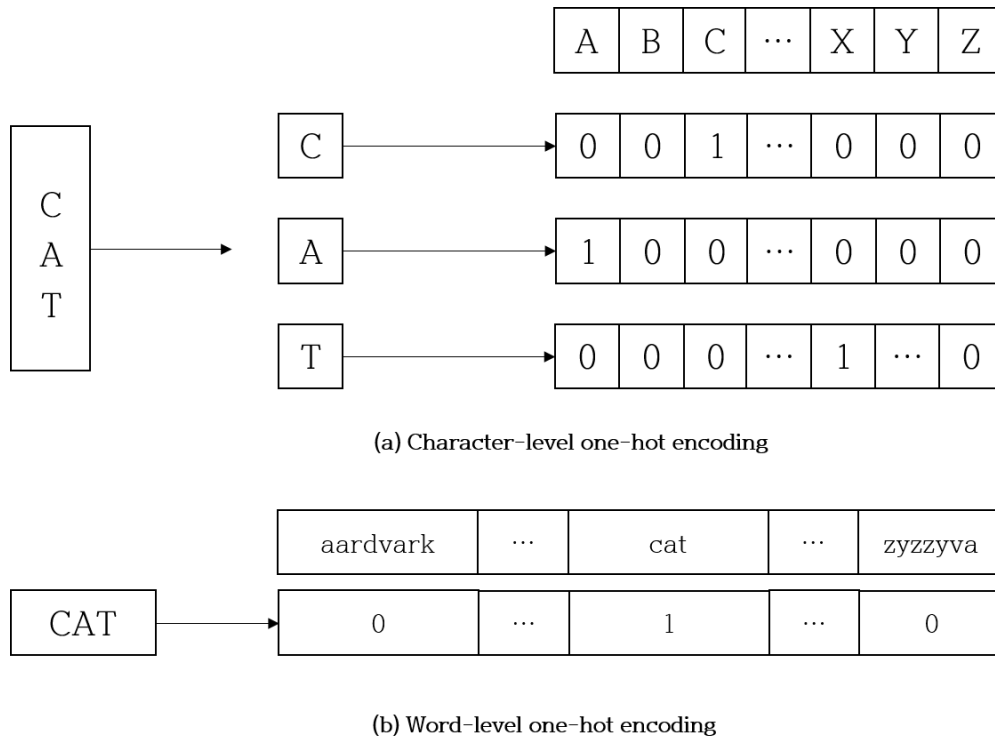 A B C ... X Y Z
C 0 0 1 ... 0 0 0
C
A
T
A 1 0 0 ... 0 0 0
T 0 0 0 ... 1 ... 0
(a) Character-level one-hot encoding
aardvark ... cat ... zyzzyva
CAT 0 ... 1 ... 0
(b) Word-level one-hot encoding